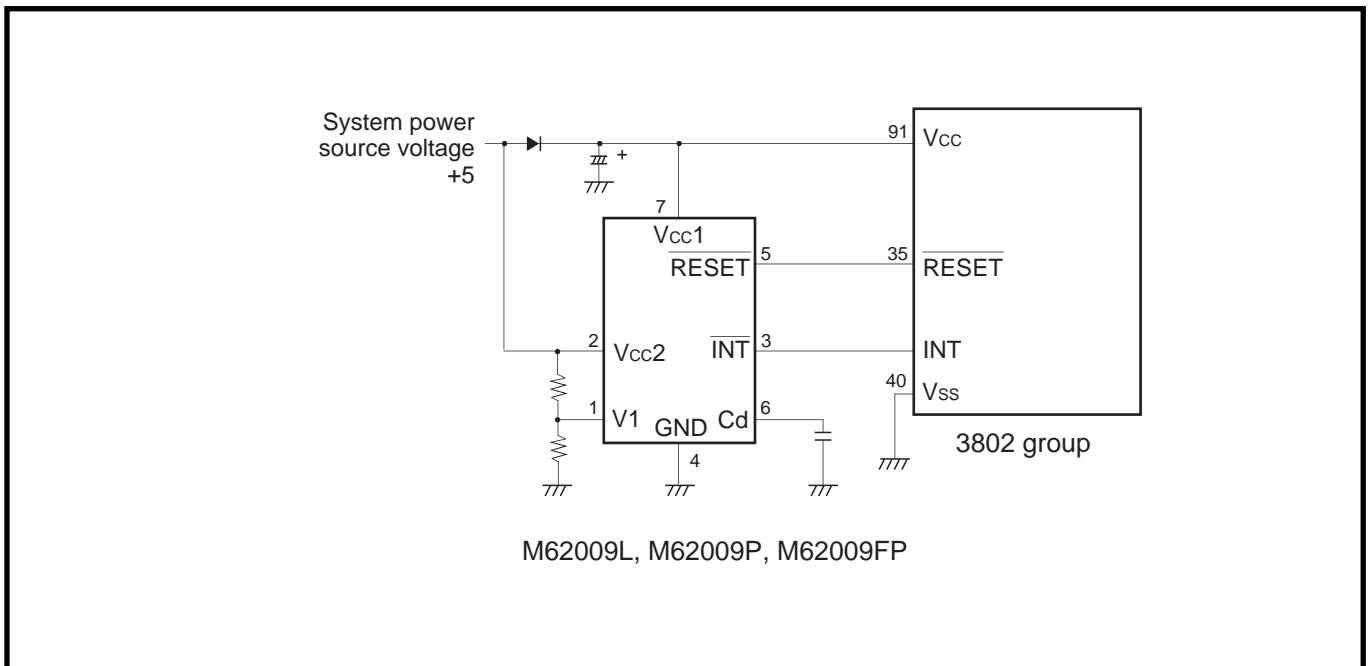 System power
source voltage
+5
+
91
VCC
7
VCC1
RESET
5
35
RESET
2
VCC2
INT
3
INT
40
VSS
1
V1
GND
Cd
6
4
3802 group
M62009L, M62009P, M62009FP